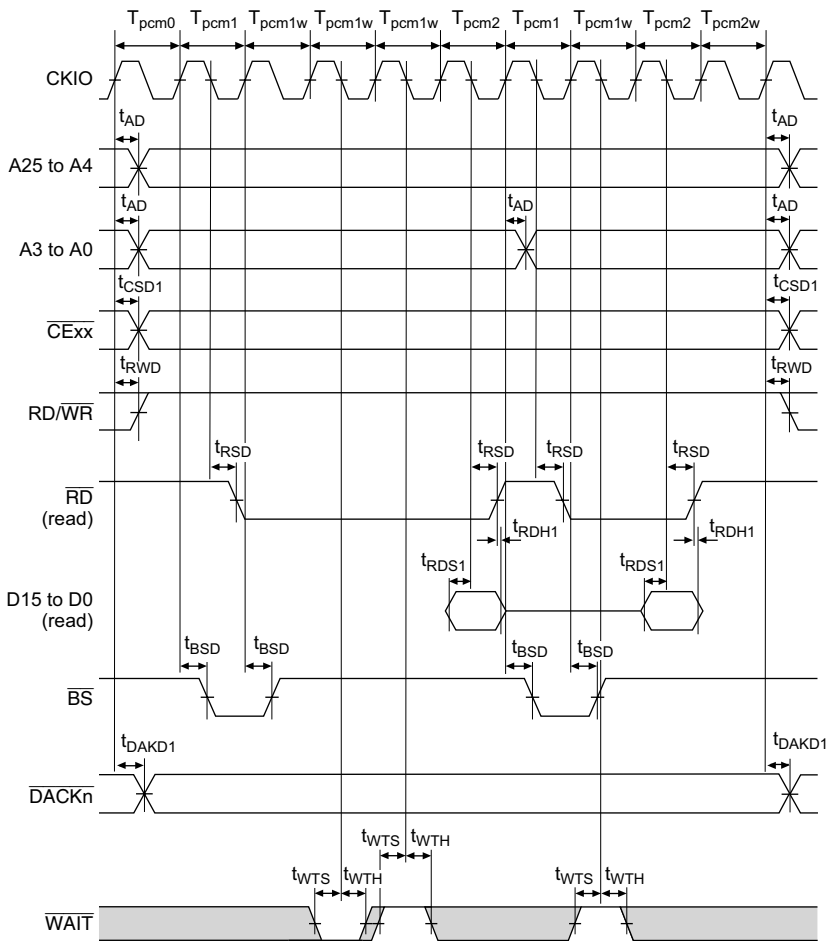 Tpcm0 Tpcm1 Tpcm1w Tpcm1w Tpcm1w Tpcm2 Tpcm1 Tpcm1w Tpcm2 Tpcm2w
CKIO
tAD tAD
A25 to A4
tAD tAD tAD
A3 to A0
tCSD1 tCSD1
CExx
tRWD tRWD
RD/WR
tRSD tRSD tRSD tRSD
RD
(read)
tRDH1 tRDH1
tRDS1 tRDS1
D15 to D0
(read)
tBSD tBSD tBSD tBSD
BS
tDAKD1 tDAKD1
DACKn
tWTS tWTH
tWTS tWTH tWTS tWTH
WAIT